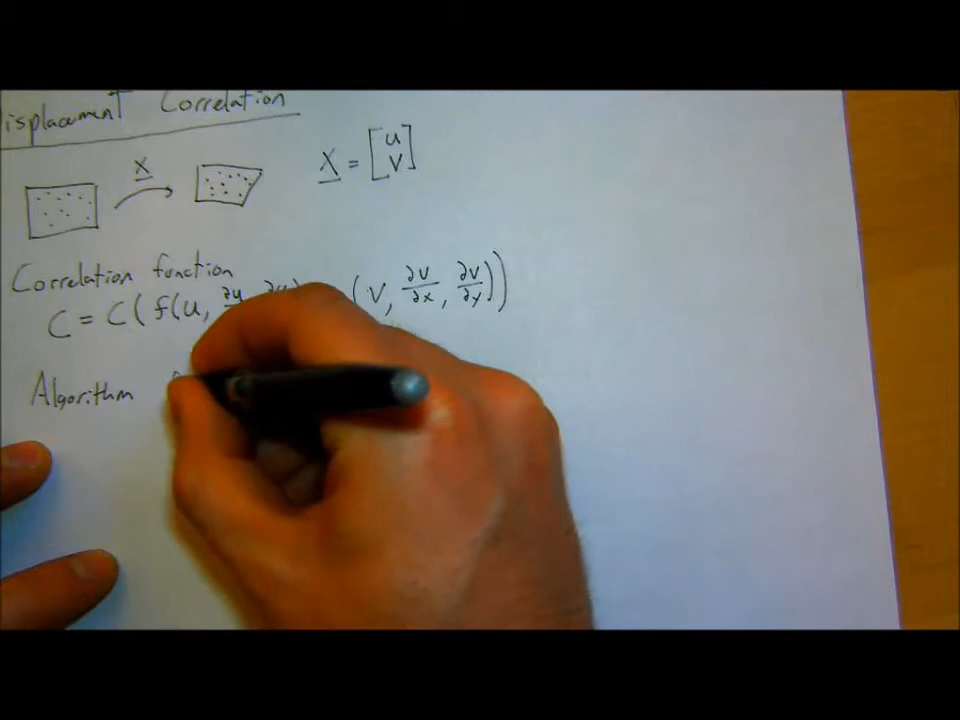 isplacement Correlation
X
X = [u v]
Correlation function
C = C( f(u, ∂u (v, ∂v/∂x, ∂v/∂y))
Algorithm